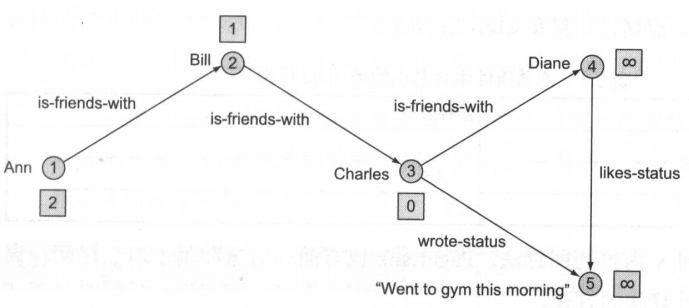 1
Bill
2
Diane
4
∞
is-friends-with
is-friends-with
is-friends-with
Ann
1
Charles
3
likes-status
2
0
wrote-status
"Went to gym this morning"
5
∞